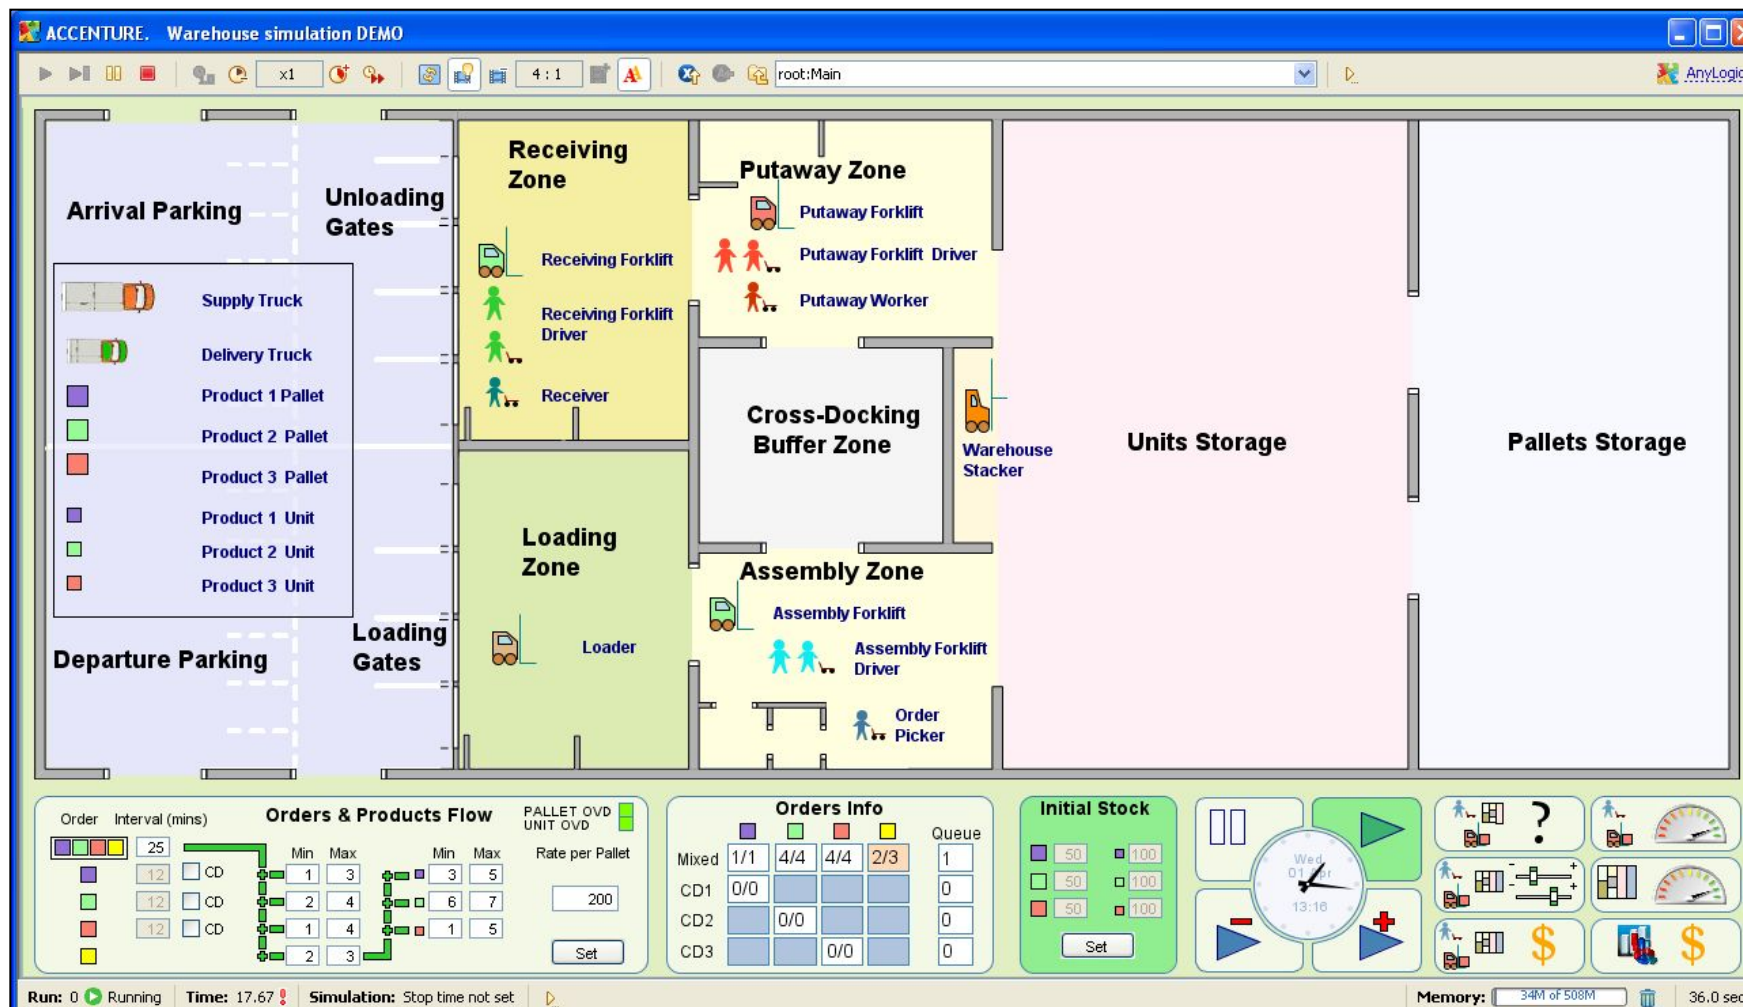 ACCENTURE. Warehouse simulation DEMO
x1
4 : 1
root:Main
AnyLogic
Receiving
Zone
Putaway Zone
Arrival Parking
Unloading
Gates
Putaway Forklift
Receiving Forklift
Putaway Forklift Driver
Supply Truck
Putaway Worker
Receiving Forklift
Driver
Delivery Truck
Product 1 Pallet
Receiver
Cross-Docking
Buffer Zone
Product 2 Pallet
Units Storage
Pallets Storage
Warehouse
Stacker
Product 3 Pallet
Product 1 Unit
Product 2 Unit
Product 3 Unit
Loading
Zone
Assembly Zone
Assembly Forklift
Loading
Gates
Loader
Assembly Forklift
Driver
Departure Parking
Order
Picker
Order Interval (mins) Orders & Products Flow
PALLET OVD
UNIT OVD
25
Min Max Min Max Rate per Pallet
12 CD 1 3 3 5
12 CD 2 4 6 7 200
12 CD 1 4 1 5
2 3 Set
Orders Info
Queue
Mixed 1/1 4/4 4/4 2/3 1
CD1 0/0 0
CD2 0/0 0
CD3 0/0 0
Initial Stock
50 100
50 100
50 100
Set
Wed
01 Apr
13:16
?
$
$
Run: 0 Running Time: 17.67 Simulation: Stop time not set
Memory: 34M of 508M 36.0 sec